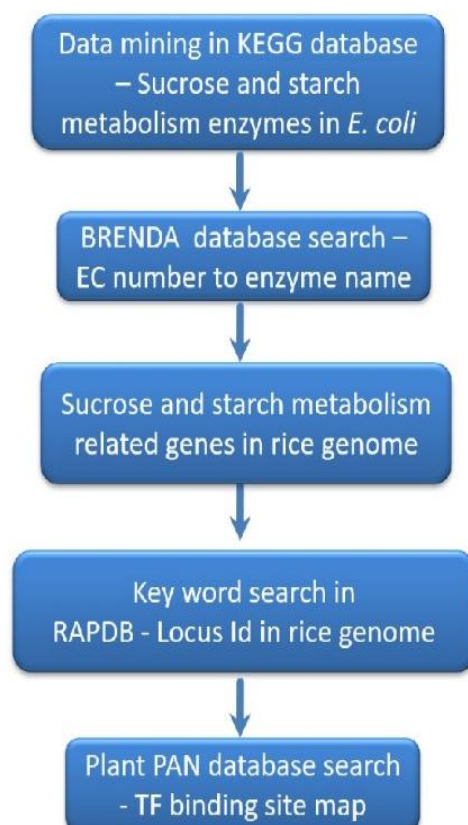 Data mining in KEGG database
– Sucrose and starch
metabolism enzymes in E. coli
BRENDA database search –
EC number to enzyme name
Sucrose and starch metabolism
related genes in rice genome
Key word search in
RAPDB - Locus Id in rice genome
Plant PAN database search
- TF binding site map